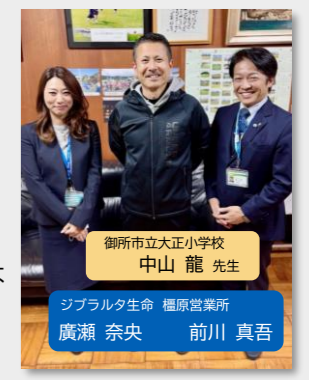 御所市立大正小学校
中山 龍 先生
は
ジブラルタ生命 橿原営業所
廣瀬 奈央 前川 真吾